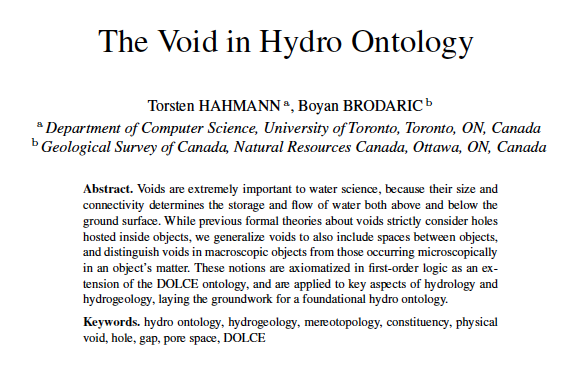 The Void in Hydro Ontology
Torsten HAHMANN a, Boyan BRODARIC b
a Department of Computer Science, University of Toronto, Toronto, ON, Canada
b Geological Survey of Canada, Natural Resources Canada, Ottawa, ON, Canada
Abstract. Voids are extremely important to water science, because their size and
connectivity determines the storage and flow of water both above and below the
ground surface. While previous formal theories about voids strictly consider holes
hosted inside objects, we generalize voids to also include spaces between objects,
and distinguish voids in macroscopic objects from those occurring microscopically
in an object's matter. These notions are axiomatized in first-order logic as an ex-
tension of the DOLCE ontology, and are applied to key aspects of hydrology and
hydrogeology, laying the groundwork for a foundational hydro ontology.
Keywords. hydro ontology, hydrogeology, mereotopology, constituency, physical
void, hole, gap, pore space, DOLCE